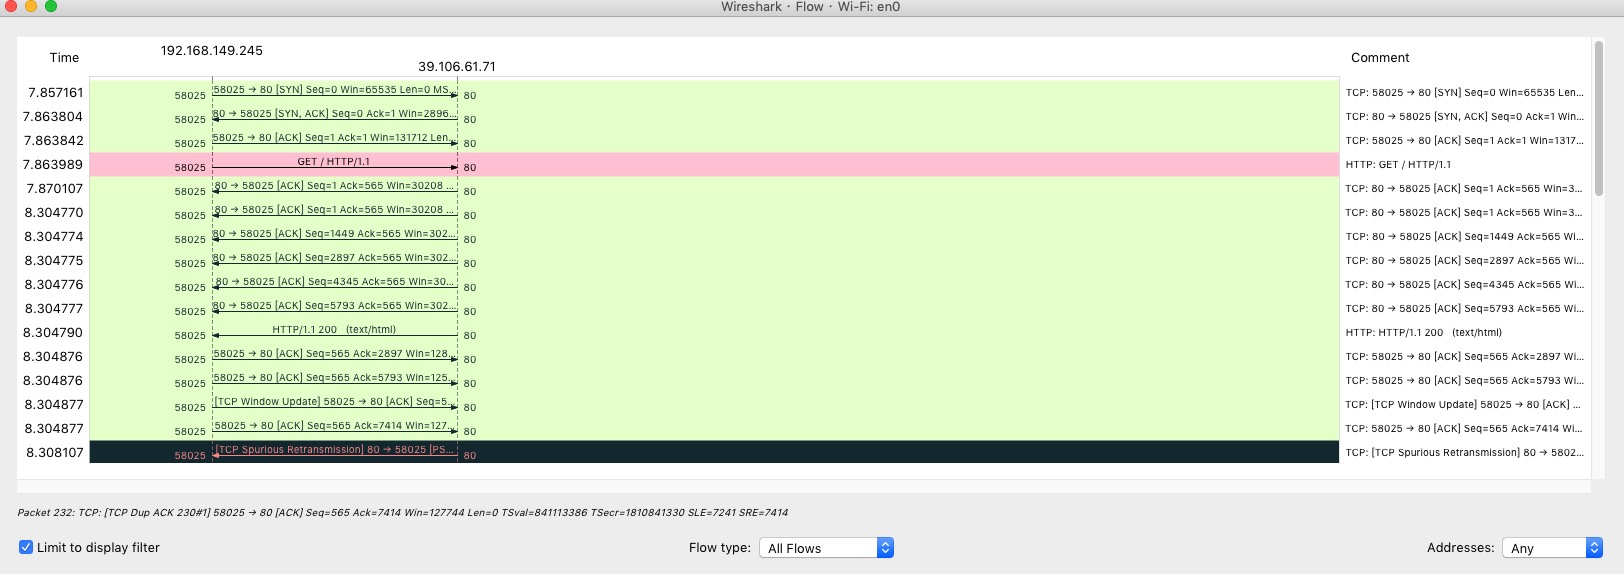 Wireshark · Flow · Wi-Fi: en0
192.168.149.245
Time
39.106.61.71
Comment
7.857161 58025 58025 → 80 [SYN] Seq=0 Win=65535 Len=0 MS... 80 TCP: 58025 → 80 [SYN] Seq=0 Win=65535 Len...
7.863804 58025 80 → 58025 [SYN, ACK] Seq=0 Ack=1 Win=2896... 80 TCP: 80 → 58025 [SYN, ACK] Seq=0 Ack=1 Win...
7.863842 58025 58025 → 80 [ACK] Seq=1 Ack=1 Win=131712 Len... 80 TCP: 58025 → 80 [ACK] Seq=1 Ack=1 Win=1317...
7.863989 58025 GET / HTTP/1.1 80 HTTP: GET / HTTP/1.1
7.870107 58025 80 → 58025 [ACK] Seq=1 Ack=565 Win=30208 ... 80 TCP: 80 → 58025 [ACK] Seq=1 Ack=565 Win=3...
8.304770 58025 80 → 58025 [ACK] Seq=1 Ack=565 Win=30208 ... 80 TCP: 80 → 58025 [ACK] Seq=1 Ack=565 Win=3...
8.304774 58025 80 → 58025 [ACK] Seq=1449 Ack=565 Win=302... 80 TCP: 80 → 58025 [ACK] Seq=1449 Ack=565 Wi...
8.304775 58025 80 → 58025 [ACK] Seq=2897 Ack=565 Win=302... 80 TCP: 80 → 58025 [ACK] Seq=2897 Ack=565 Wi...
8.304776 58025 80 → 58025 [ACK] Seq=4345 Ack=565 Win=30... 80 TCP: 80 → 58025 [ACK] Seq=4345 Ack=565 Wi...
8.304777 58025 80 → 58025 [ACK] Seq=5793 Ack=565 Win=302... 80 TCP: 80 → 58025 [ACK] Seq=5793 Ack=565 Wi...
8.304790 58025 HTTP/1.1 200 (text/html) 80 HTTP: HTTP/1.1 200 (text/html)
8.304876 58025 58025 → 80 [ACK] Seq=565 Ack=2897 Win=128... 80 TCP: 58025 → 80 [ACK] Seq=565 Ack=2897 Wi...
8.304876 58025 58025 → 80 [ACK] Seq=565 Ack=5793 Win=125... 80 TCP: 58025 → 80 [ACK] Seq=565 Ack=5793 Wi...
8.304877 58025 [TCP Window Update] 58025 → 80 [ACK] Seq=5... 80 TCP: [TCP Window Update] 58025 → 80 [ACK] ...
8.304877 58025 58025 → 80 [ACK] Seq=565 Ack=7414 Win=127... 80 TCP: 58025 → 80 [ACK] Seq=565 Ack=7414 Wi...
8.308107 58025 [TCP Spurious Retransmission] 80 → 58025 [PS... 80 TCP: [TCP Spurious Retransmission] 80 → 5802...
Packet 232: TCP: [TCP Dup ACK 230#1] 58025 → 80 [ACK] Seq=565 Ack=7414 Win=127744 Len=0 TSval=841113386 TSecr=1810841330 SLE=7241 SRE=7414
Limit to display filter Flow type: All Flows Addresses: Any